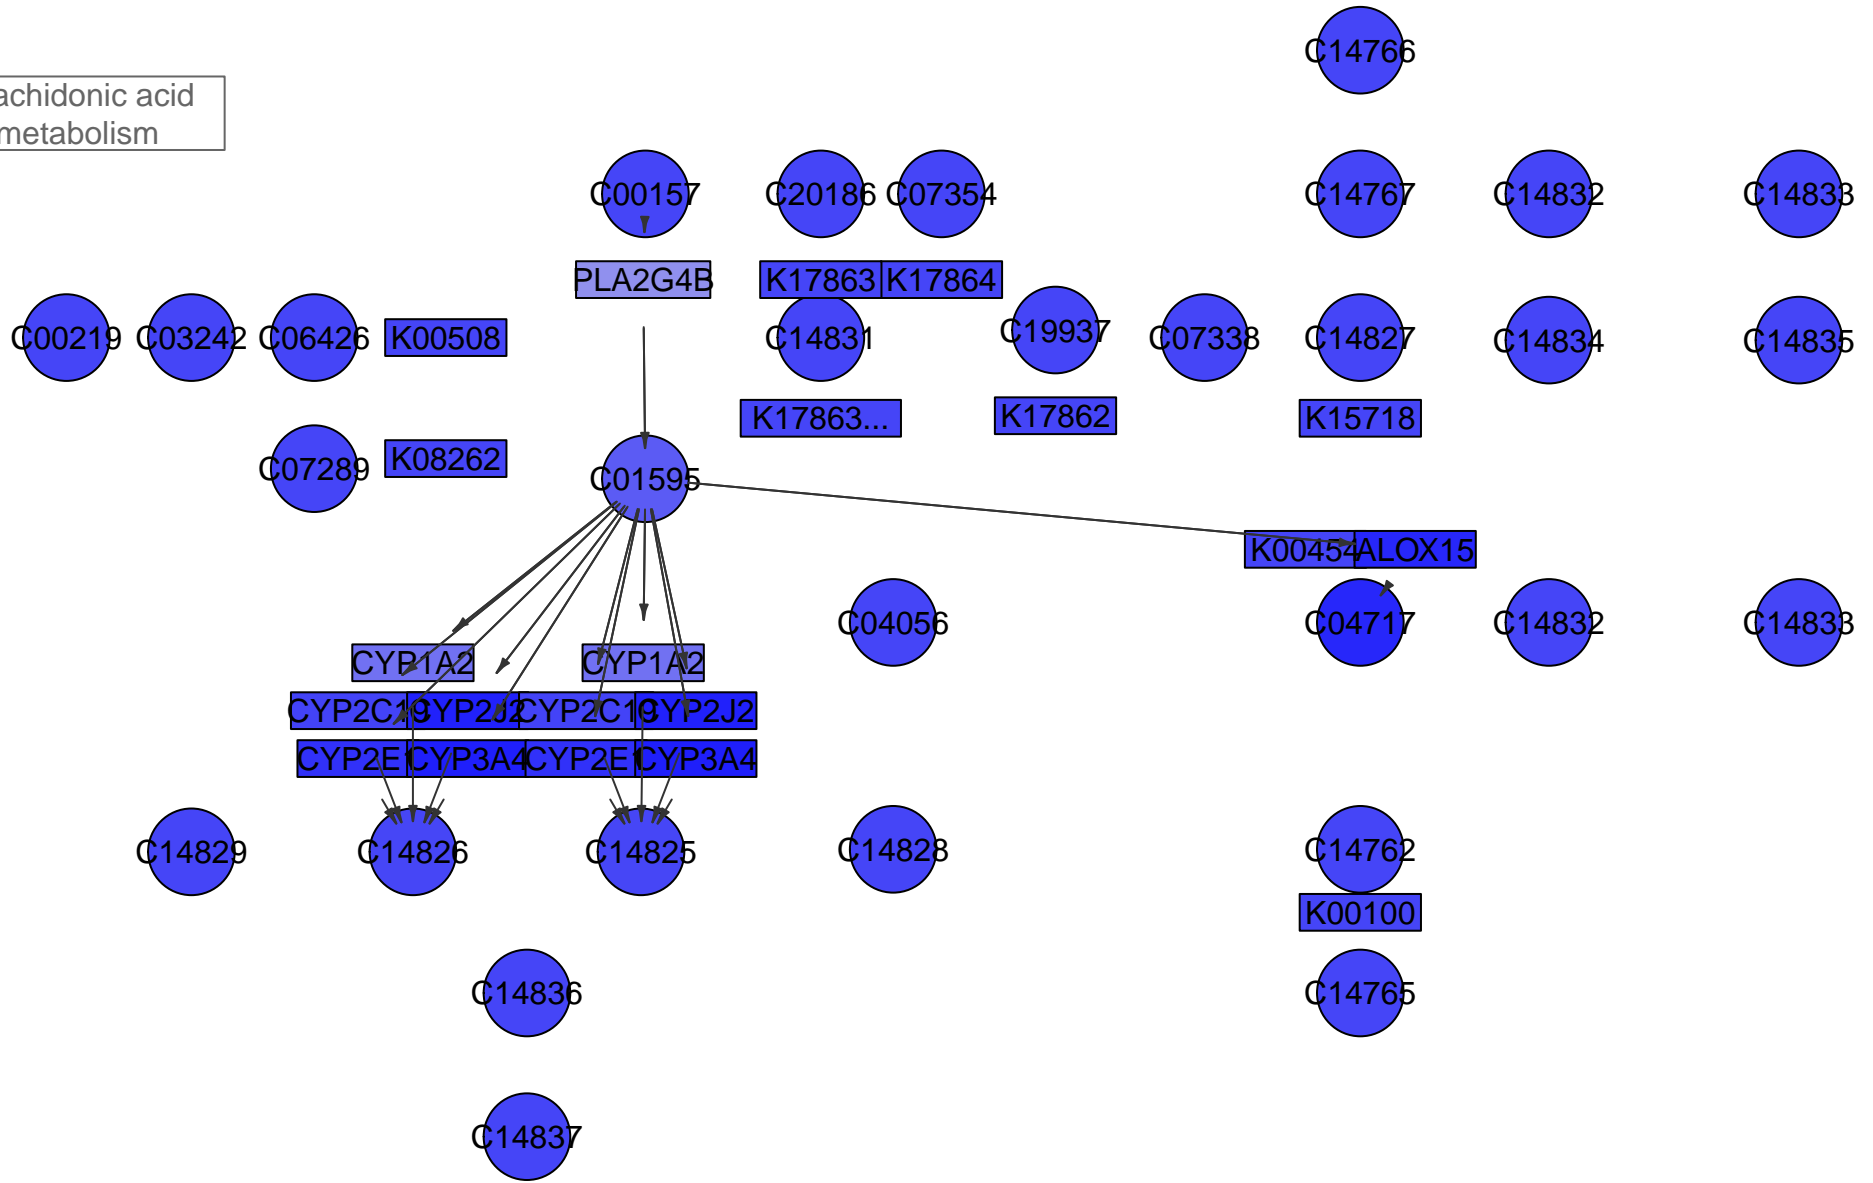 C14766
achidonic acid
metabolism
C00157
C20186
C07354
C14767
C14832
C14833
PLA2G4B
K17863
K17864
C00219
C03242
C06426
K00508
C14831
C19937
C07338
C14827
C14834
C14835
K17863...
K17862
K15718
C07289
K08262
C01595
K00454
ALOX15
C04056
C04717
C14832
C14833
CYP1A2
CYP1A2
CYP2C19
CYP2J2
CYP2C19
CYP2J2
CYP2E1
CYP3A4
CYP2E1
CYP3A4
C14829
C14826
C14825
C14828
C14762
K00100
C14836
C14765
C14837